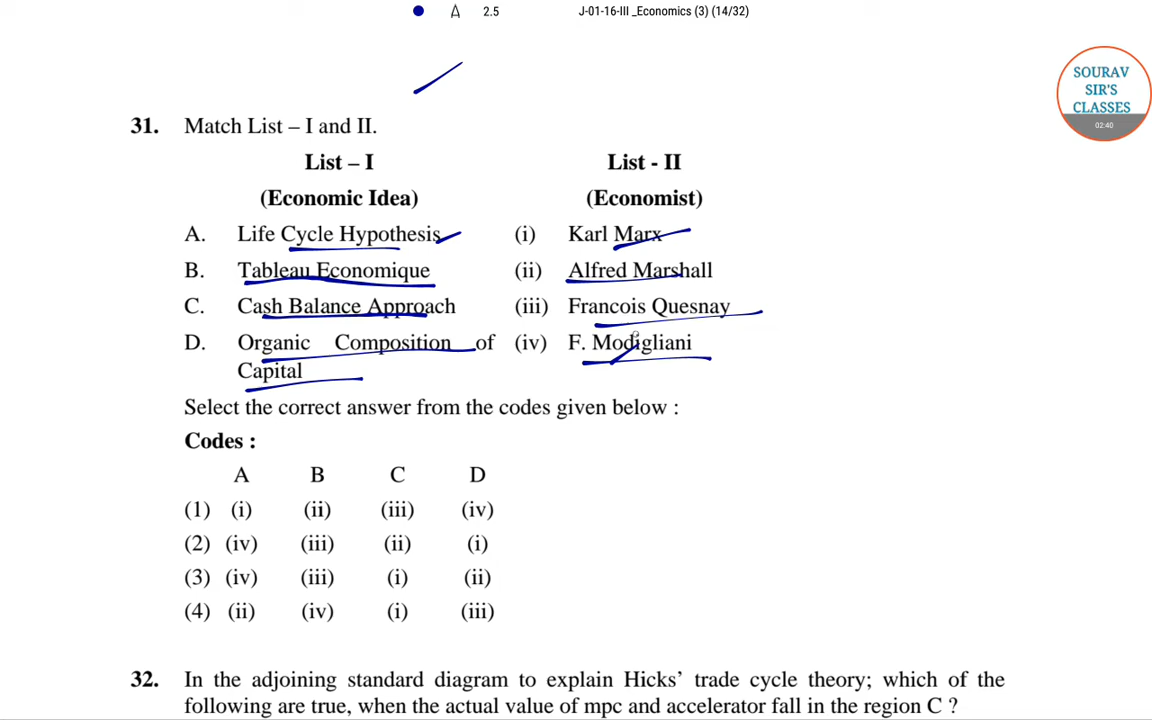 2.5 J-01-16-III _Economics (3) (14/32)
SOURAV
SIR'S
CLASSES
02:40
31. Match List – I and II.
List – I List - II
(Economic Idea) (Economist)
A. Life Cycle Hypothesis (i) Karl Marx
B. Tableau Economique (ii) Alfred Marshall
C. Cash Balance Approach (iii) Francois Quesnay
D. Organic Composition of (iv) F. Modigliani
Capital
Select the correct answer from the codes given below :
Codes :
A B C D
(1) (i) (ii) (iii) (iv)
(2) (iv) (iii) (ii) (i)
(3) (iv) (iii) (i) (ii)
(4) (ii) (iv) (i) (iii)
32. In the adjoining standard diagram to explain Hicks’ trade cycle theory; which of the
following are true, when the actual value of mpc and accelerator fall in the region C ?